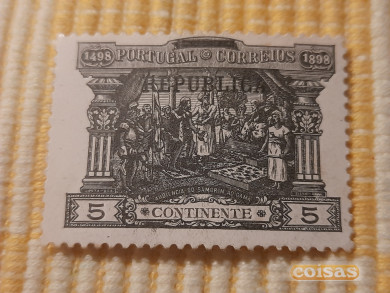 1498 PORTUGAL CORREIOS 1898
REPUBLICA
5 CONTINENTE 5
coisas